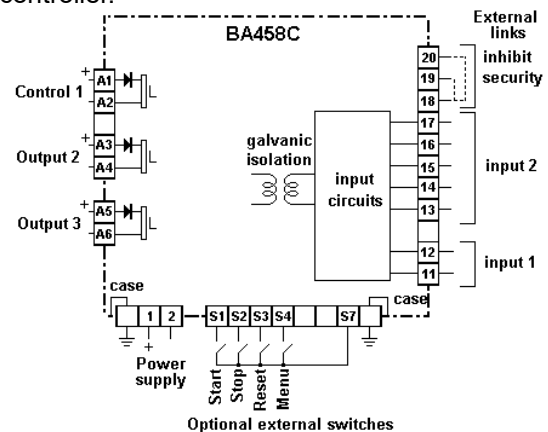 controller.
BA458C
External
links
20
inhibit
19
security
18
+
A1
L
Control 1
A2
+
A3
L
Output 2
A4
+
A5
L
Output 3
A6
galvanic
isolation
input
circuits
17
16
15
input 2
14
13
12
input 1
11
case
case
1 2
S1 S2 S3 S4 S7
+
Power
supply
Start
Stop
Reset
Menu
Optional external switches